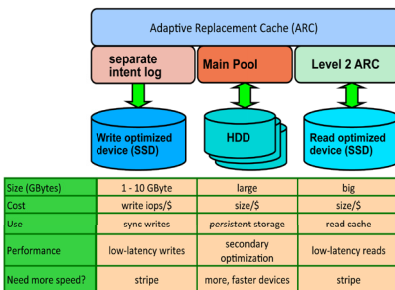 Adaptive Replacement Cache (ARC)
separate
intent log
Main Pool
Level 2 ARC
Write optimized
device (SSD)
HDD
Read optimized
device (SSD)
Size (GBytes) 1 - 10 GByte large big
Cost write iops/$ size/$ size/$
Use sync writes persistent storage read cache
Performance low-latency writes secondary
optimization low-latency reads
Need more speed? stripe more, faster devices stripe